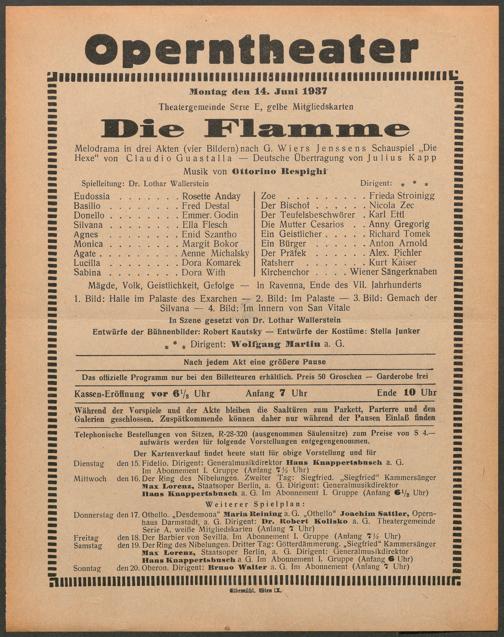 Operntheater
Montag den 14. Juni 1937
Theatergemeinde Serie E, gelbe Mitgliedskarten
Die Flamme
Melodrama in drei Akten (vier Bildern) nach G. Wiers Jenssens Schauspiel „Die
Hexe" von Claudio Guastalla — Deutsche Übertragung von Julius Kapp
Musik von Ottorino Respighi
Spielleitung: Dr. Lothar Wallerstein
Dirigent: * * *
Eudossia . . . . . . . . Rosette Anday
Basilio . . . . . . . . Fred Destal
Donello . . . . . . . . Emmer. Godin
Silvana . . . . . . . . Ella Flesch
Agnes . . . . . . . . Enid Szantho
Monica . . . . . . . . Margit Bokor
Agate . . . . . . . . Aenne Michalsky
Lucilla . . . . . . . . Dora Komarek
Sabina . . . . . . . . Dora With
Zoe . . . . . . . . Frieda Stroinigg
Der Bischof . . . . . . Nicola Zec
Der Teufelsbeschwörer . Karl Ettl
Die Mutter Cesarios . . Anny Gregorig
Ein Geistlicher . . . . Richard Tomek
Ein Bürger . . . . . . Anton Arnold
Der Präfek . . . . . . Alex. Pichler
Ratsherr . . . . . . Kurt Kaiser
Kirchenchor . . . . Wiener Sängerknaben
Mägde, Volk, Geistlichkeit, Gefolge — In Ravenna, Ende des VII. Jahrhunderts
1. Bild: Halle im Palaste des Exarchen — 2. Bild: Im Palaste — 3. Bild: Gemach der
Silvana — 4. Bild: Im Innern von San Vitale
In Szene gesetzt von Dr. Lothar Wallerstein
Entwürfe der Bühnenbilder: Robert Kautsky — Entwürfe der Kostüme: Stella Junker
* * * Dirigent: Wolfgang Martin a. G.
Nach jedem Akt eine größere Pause
Das offizielle Programm nur bei den Billetteuren erhältlich. Preis 50 Groschen — Garderobe frei
Kassen-Eröffnung vor 6½ Uhr Anfang 7 Uhr Ende 10 Uhr
Während der Vorspiele und der Akte bleiben die Saaltüren zum Parkett, Parterre und den
Galerien geschlossen. Zuspätkommende können daher nur während der Pausen Einlaß finden
Telephonische Bestellungen von Sitzen, R-28-320 (ausgenommen Säulensitze) zum Preise von S 4.—
aufwärts werden für folgende Vorstellungen entgegengenommen.
Der Kartenverkauf findet heute statt für obige Vorstellung und für
Dienstag den 15. Fidelio. Dirigent: Generalmusikdirektor Hans Knappertsbusch a. G.
Im Abonnement I. Gruppe (Anfang 7½ Uhr)
Mittwoch den 16. Der Ring des Nibelungen. Zweiter Tag: Siegfried. „Siegfried" Kammersänger
Max Lorenz, Staatsoper Berlin, a. G. Dirigent: Generalmusikdirektor
Hans Knappertsbusch a. G. Im Abonnement I. Gruppe (Anfang 6½ Uhr)
Weiterer Spielplan:
Donnerstag den 17. Othello. „Desdemona" Maria Reining a. G. „Othello" Joachim Sattler, Opern-
haus Darmstadt, a. G. Dirigent: Dr. Robert Kolisko a. G. Theatergemeinde
Serie A, weiße Mitgliedskarten (Anfang 7 Uhr)
Freitag den 18. Der Barbier von Sevilla. Im Abonnement I. Gruppe (Anfang 7½ Uhr)
Samstag den 19. Der Ring des Nibelungen. Dritter Tag: Götterdämmerung. „Siegfried" Kammersänger
Max Lorenz, Staatsoper Berlin, a. G. Dirigent: Generalmusikdirektor
Hans Knappertsbusch a. G. Im Abonnement I. Gruppe (Anfang 6 Uhr)
Sonntag den 20. Oberon. Dirigent: Bruno Walter a. G. (Anfang 7 Uhr)
Elbemühl, Wien IX.